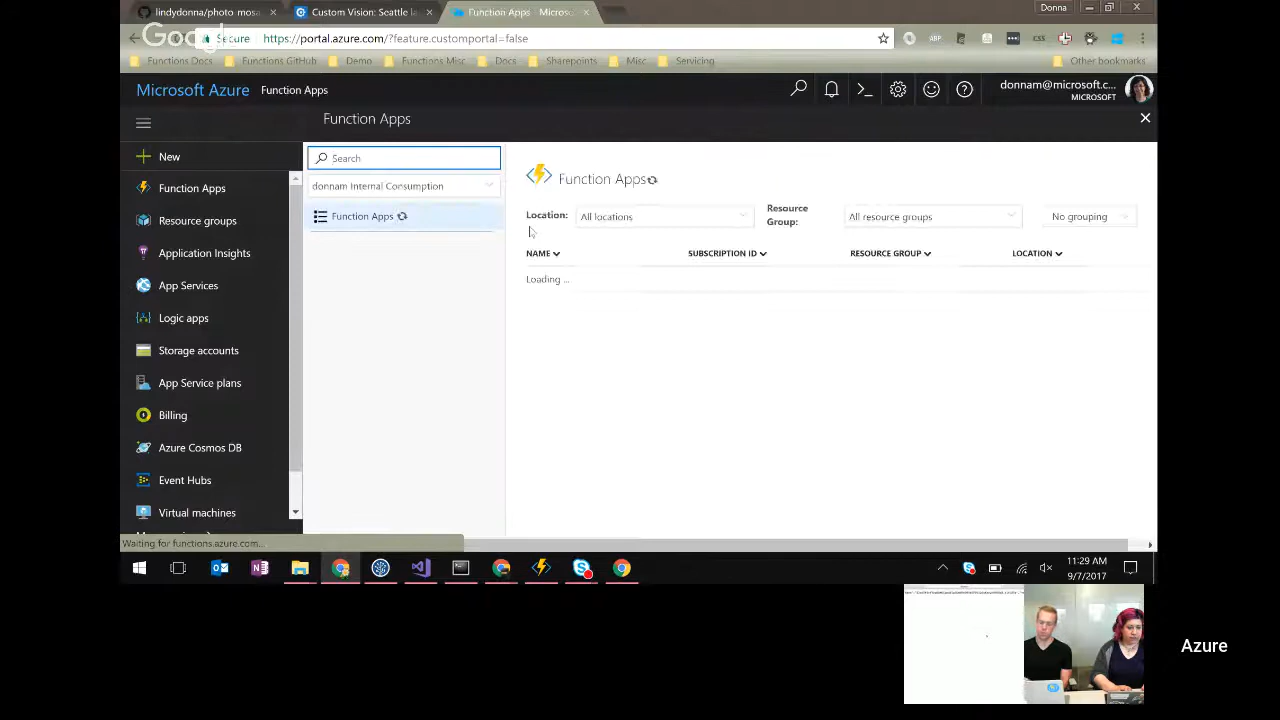 lindydonna/photo-mosa
Custom Vision: Seattle la
Function Apps - Micros
Donna
Google
Secure
https://portal.azure.com/?feature.customportal=false
ABP
CSS
Functions Docs
Functions GitHub
Demo
Functions Misc
Docs
Sharepoints
Misc
Servicing
Other bookmarks
Microsoft Azure
Function Apps
donnam@microsoft.c...
MICROSOFT
Function Apps
New
Function Apps
Resource groups
Application Insights
App Services
Logic apps
Storage accounts
App Service plans
Billing
Azure Cosmos DB
Event Hubs
Virtual machines
Search
donnam Internal Consumption
Function Apps
Function Apps
Location:
All locations
Resource
Group:
All resource groups
No grouping
NAME
SUBSCRIPTION ID
RESOURCE GROUP
LOCATION
Loading ...
Waiting for functions.azure.com...
11:29 AM
9/7/2017
Azure